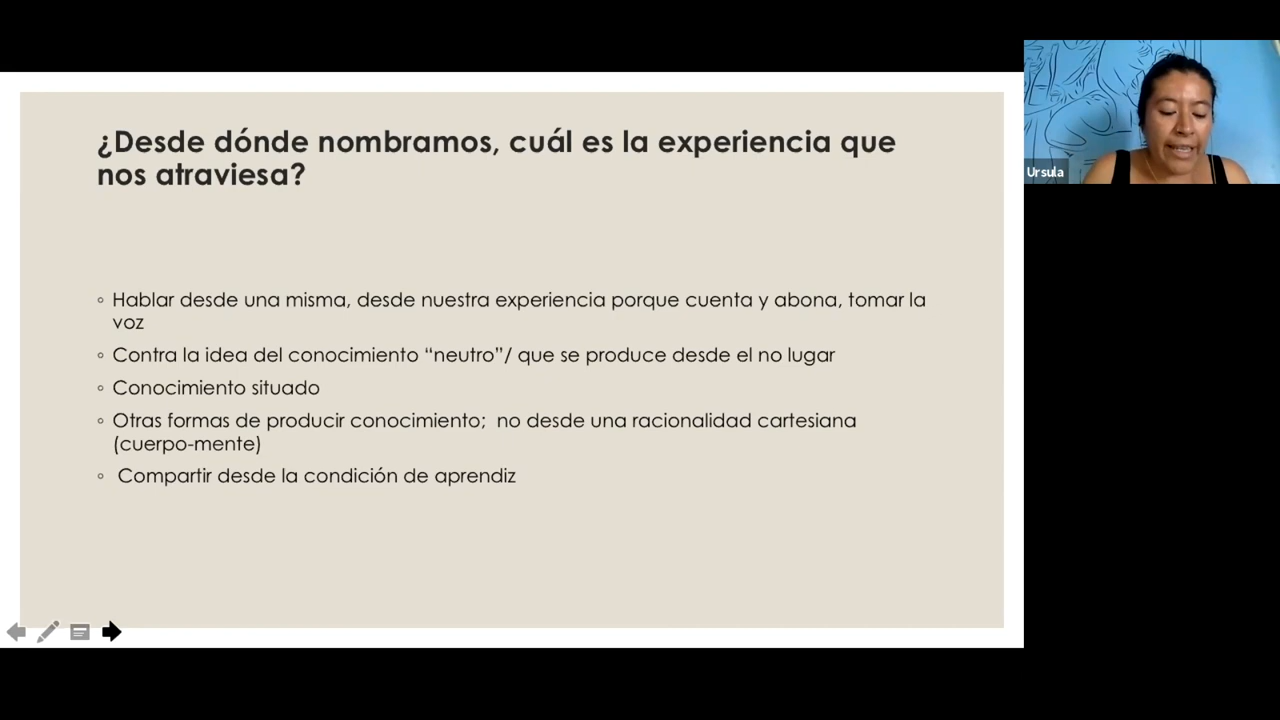 ¿Desde dónde nombramos, cuál es la experiencia que
nos atraviesa?
◦ Hablar desde una misma, desde nuestra experiencia porque cuenta y abona, tomar la
voz
◦ Contra la idea del conocimiento “neutro”/ que se produce desde el no lugar
◦ Conocimiento situado
◦ Otras formas de producir conocimiento;  no desde una racionalidad cartesiana
(cuerpo-mente)
◦ Compartir desde la condición de aprendiz
Ursula